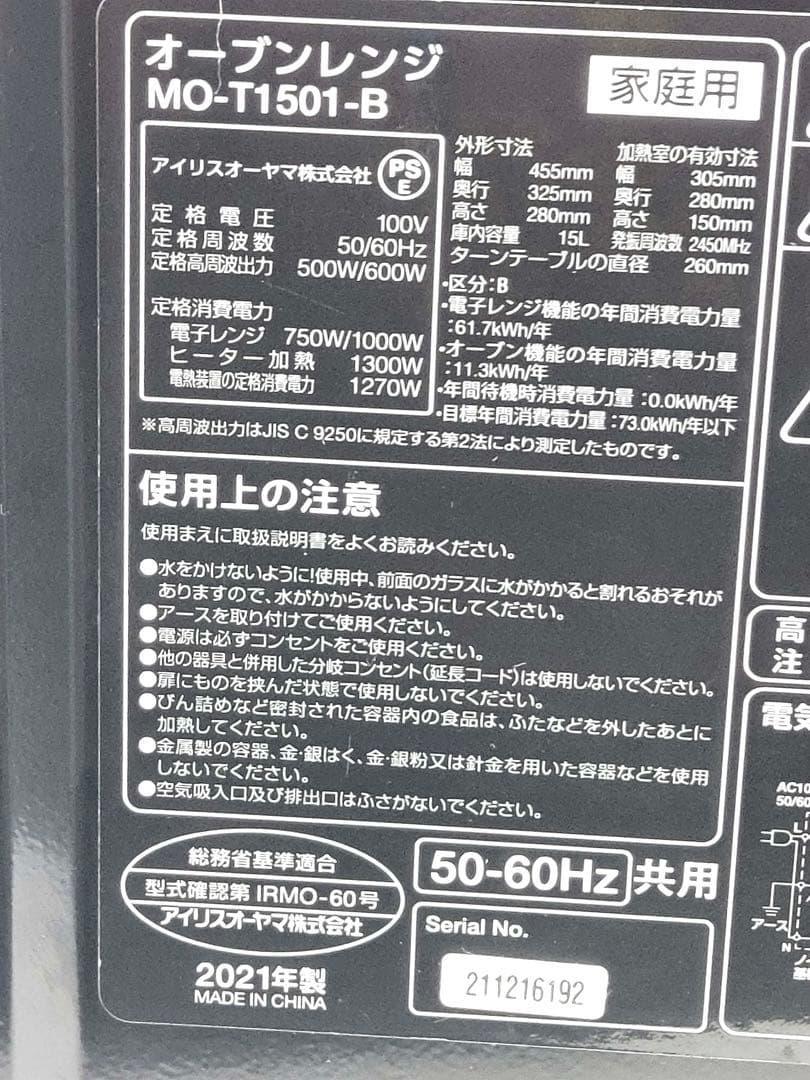 オーブンレンジ
MO-T1501-B
家庭用
アイリスオーヤマ株式会社
PS
E
定格電圧 100V
定格周波数 50/60Hz
定格高周波出力 500W/600W
定格消費電力
電子レンジ 750W/1000W
ヒーター加熱 1300W
電熱装置の定格消費電力 1270W
外形寸法
幅 455mm
奥行 325mm
高さ 280mm
庫内容量 15L
加熱室の有効寸法
幅 305mm
奥行 280mm
高さ 150mm
発振周波数 2450MHz
ターンテーブルの直径 260mm
・区分:B
・電子レンジ機能の年間消費電力量
:61.7kWh/年
・オーブン機能の年間消費電力量
:11.3kWh/年
・年間待機時消費電力量:0.0kWh/年
・目標年間消費電力量:73.0kWh/年以下
※高周波出力はJIS C 9250に規定する第2法により測定したものです。
使用上の注意
使用まえに取扱説明書をよくお読みください。
●水をかけないように!使用中、前面のガラスに水がかかると割れるおそれが
ありますので、水がかからないようにしてください。
●アースを取り付けてご使用ください。
●電源は必ずコンセントをご使用ください。
●他の器具と併用した分岐コンセント(延長コード)は使用しないでください。
●扉にものを挟んだ状態で使用しないでください。
●びん詰めなど密封された容器内の食品は、ふたなどを外したあとに
加熱してください。
●金属製の容器、金・銀はく、金・銀粉又は針金を用いた容器などを使用
しないでください。
●空気吸入口及び排出口はふさがないでください。
総務省基準適合
型式確認第 IRMO-60号
アイリスオーヤマ株式会社
2021年製
MADE IN CHINA
50-60Hz共用
Serial No.
211216192
高
注
電気
AC10
50/60
L
アース
N